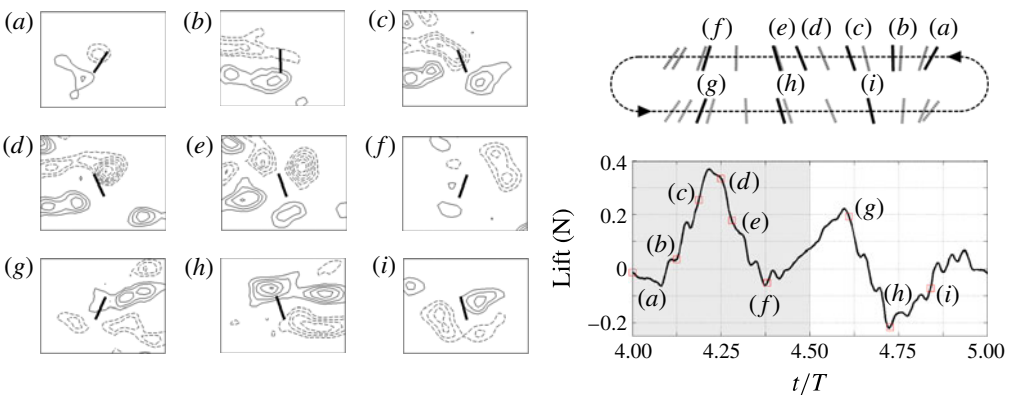 (a) (b) (c)
(d) (e) (f)
(g) (h) (i)
(f) (e) (d) (c) (b) (a)
(g) (h) (i)
0.4
0.2
0
−0.2
Lift (N)
(a) (b) (c) (d) (e) (f) (g) (h) (i)
4.00 4.25 4.50 4.75 5.00
t/T